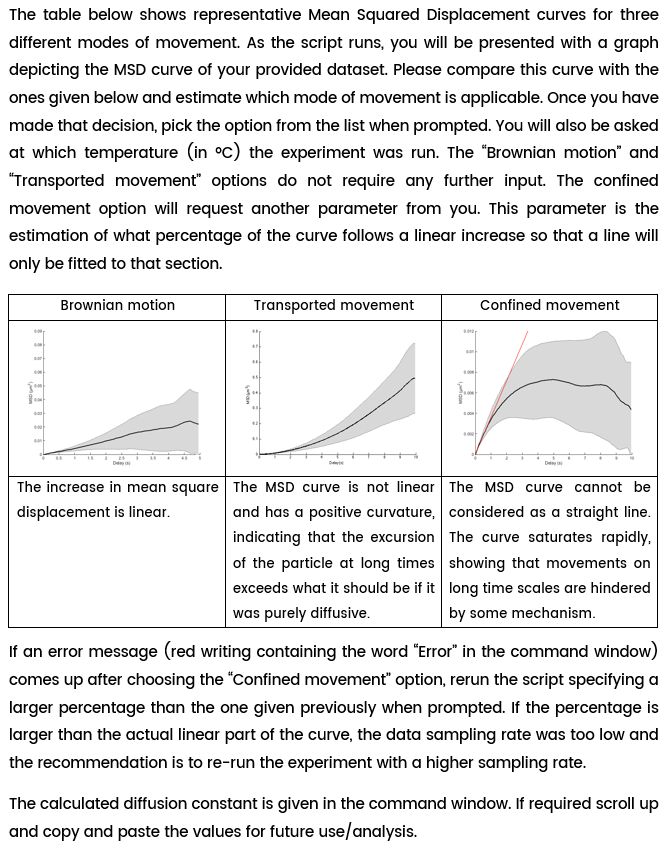 The table below shows representative Mean Squared Displacement curves for three
different modes of movement. As the script runs, you will be presented with a graph
depicting the MSD curve of your provided dataset. Please compare this curve with the
ones given below and estimate which mode of movement is applicable. Once you have
made that decision, pick the option from the list when prompted. You will also be asked
at which temperature (in ºC) the experiment was run. The “Brownian motion” and
“Transported movement” options do not require any further input. The confined
movement option will request another parameter from you. This parameter is the
estimation of what percentage of the curve follows a linear increase so that a line will
only be fitted to that section.
Brownian motion
Transported movement
Confined movement
MSD (μm²)
Delay (s)
MSD (μm²)
Delay (s)
MSD (μm²)
Delay (s)
The increase in mean square
displacement is linear.
The MSD curve is not linear
and has a positive curvature,
indicating that the excursion
of the particle at long times
exceeds what it should be if it
was purely diffusive.
The MSD curve cannot be
considered as a straight line.
The curve saturates rapidly,
showing that movements on
long time scales are hindered
by some mechanism.
If an error message (red writing containing the word “Error” in the command window)
comes up after choosing the “Confined movement” option, rerun the script specifying a
larger percentage than the one given previously when prompted. If the percentage is
larger than the actual linear part of the curve, the data sampling rate was too low and
the recommendation is to re-run the experiment with a higher sampling rate.
The calculated diffusion constant is given in the command window. If required scroll up
and copy and paste the values for future use/analysis.